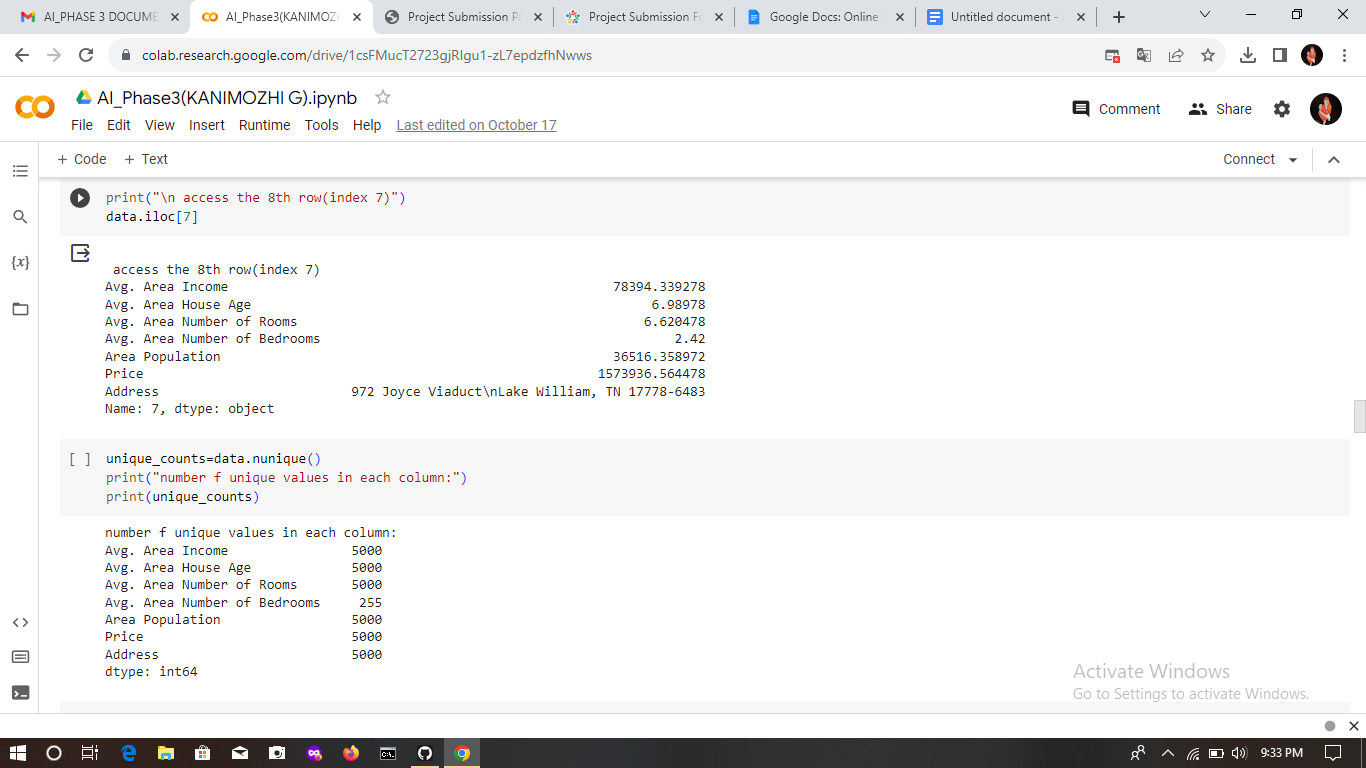 AI_PHASE 3 DOCUME
AI_Phase3(KANIMOZH
Project Submission Pa
Project Submission Fo
Google Docs: Online
Untitled document -
colab.research.google.com/drive/1csFMucT2723gjRlgu1-zL7epdzfhNwws
AI_Phase3(KANIMOZHI G).ipynb
Comment
Share
File Edit View Insert Runtime Tools Help Last edited on October 17
+ Code + Text
Connect
print("\n access the 8th row(index 7)")
data.iloc[7]
access the 8th row(index 7)
Avg. Area Income 78394.339278
Avg. Area House Age 6.98978
Avg. Area Number of Rooms 6.620478
Avg. Area Number of Bedrooms 2.42
Area Population 36516.358972
Price 1573936.564478
Address 972 Joyce Viaduct\nLake William, TN 17778-6483
Name: 7, dtype: object
[ ] unique_counts=data.nunique()
print("number f unique values in each column:")
print(unique_counts)
number f unique values in each column:
Avg. Area Income 5000
Avg. Area House Age 5000
Avg. Area Number of Rooms 5000
Avg. Area Number of Bedrooms 255
Area Population 5000
Price 5000
Address 5000
dtype: int64
Activate Windows
Go to Settings to activate Windows.
9:33 PM